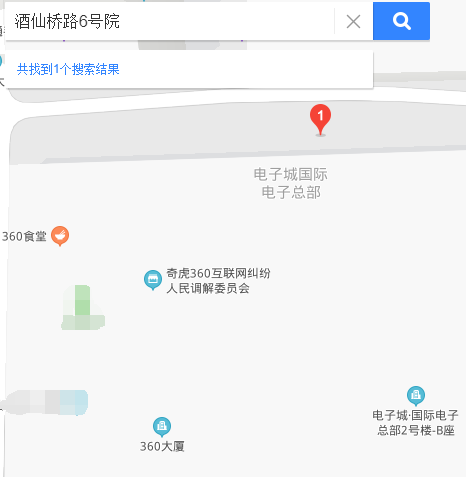 酒仙桥路6号院
共找到1个搜索结果
1
电子城国际
电子总部
360食堂
奇虎360互联网纠纷
人民调解委员会
电子城·国际电子
总部2号楼-B座
360大厦